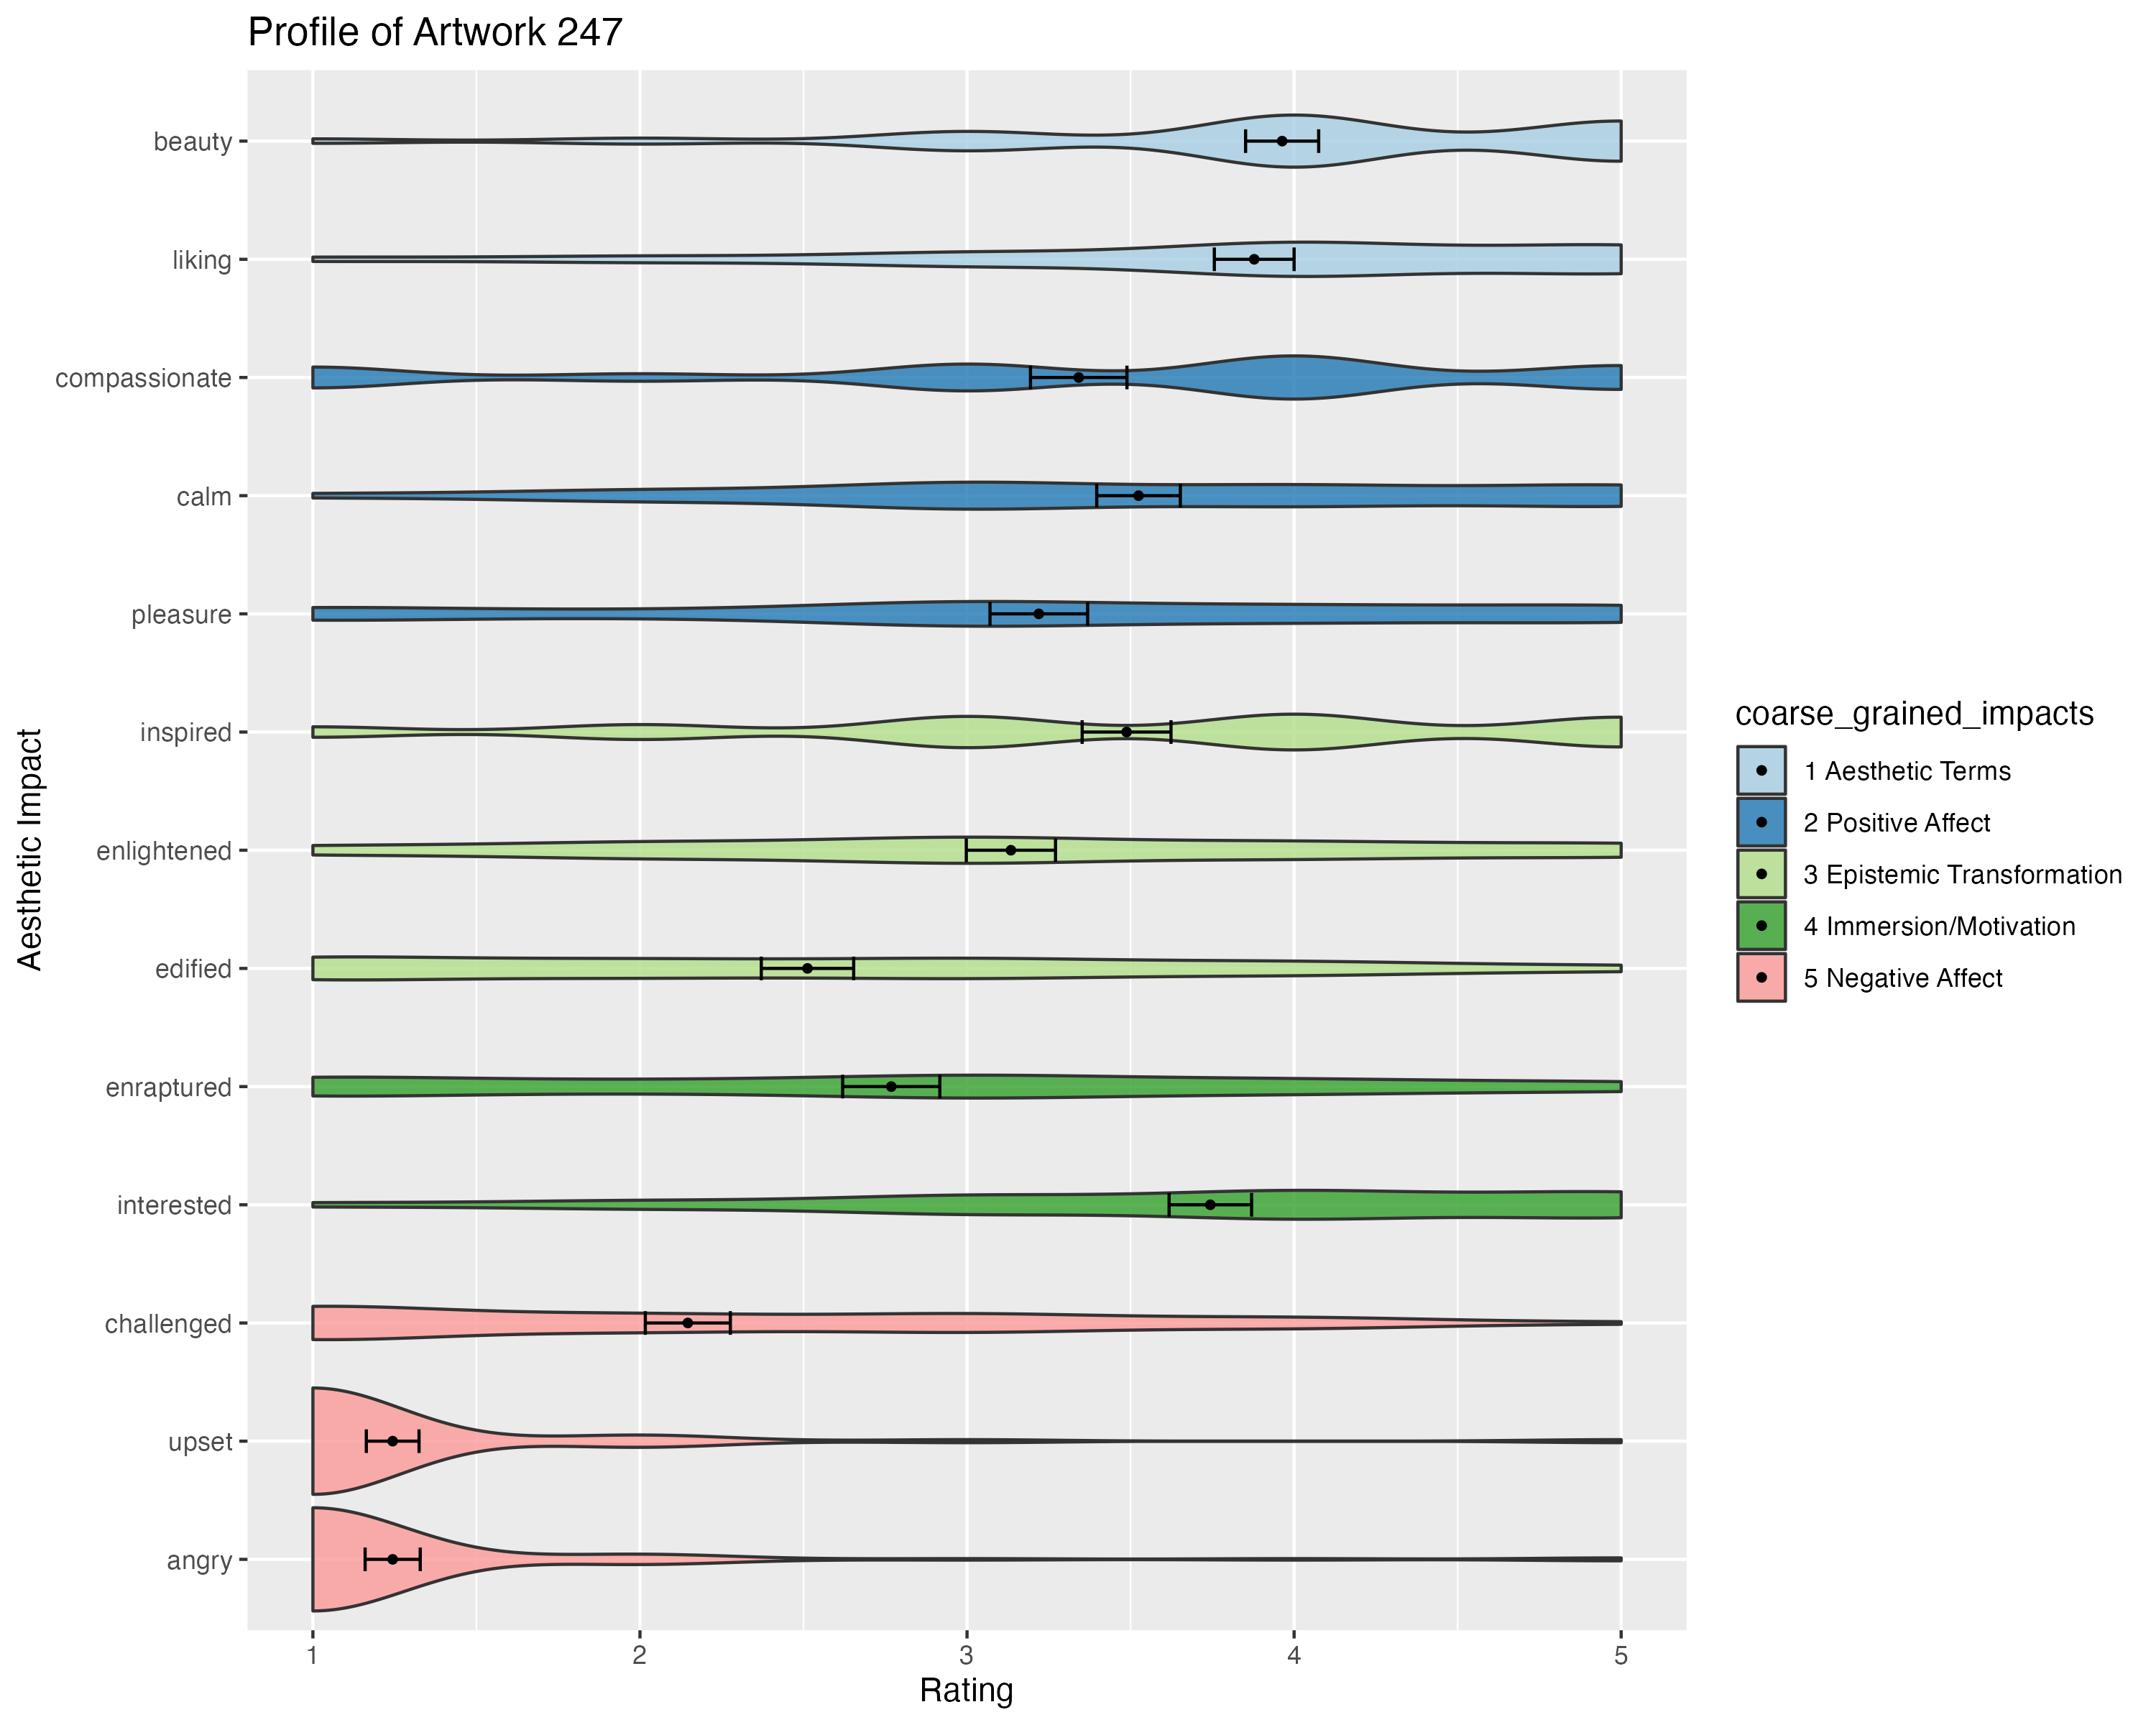 Profile of Artwork 247
beauty
liking
compassionate
calm
pleasure
inspired
enlightened
edified
enraptured
interested
challenged
upset
angry
Aesthetic Impact
1 2 3 4 5
Rating
coarse_grained_impacts
1 Aesthetic Terms
2 Positive Affect
3 Epistemic Transformation
4 Immersion/Motivation
5 Negative Affect